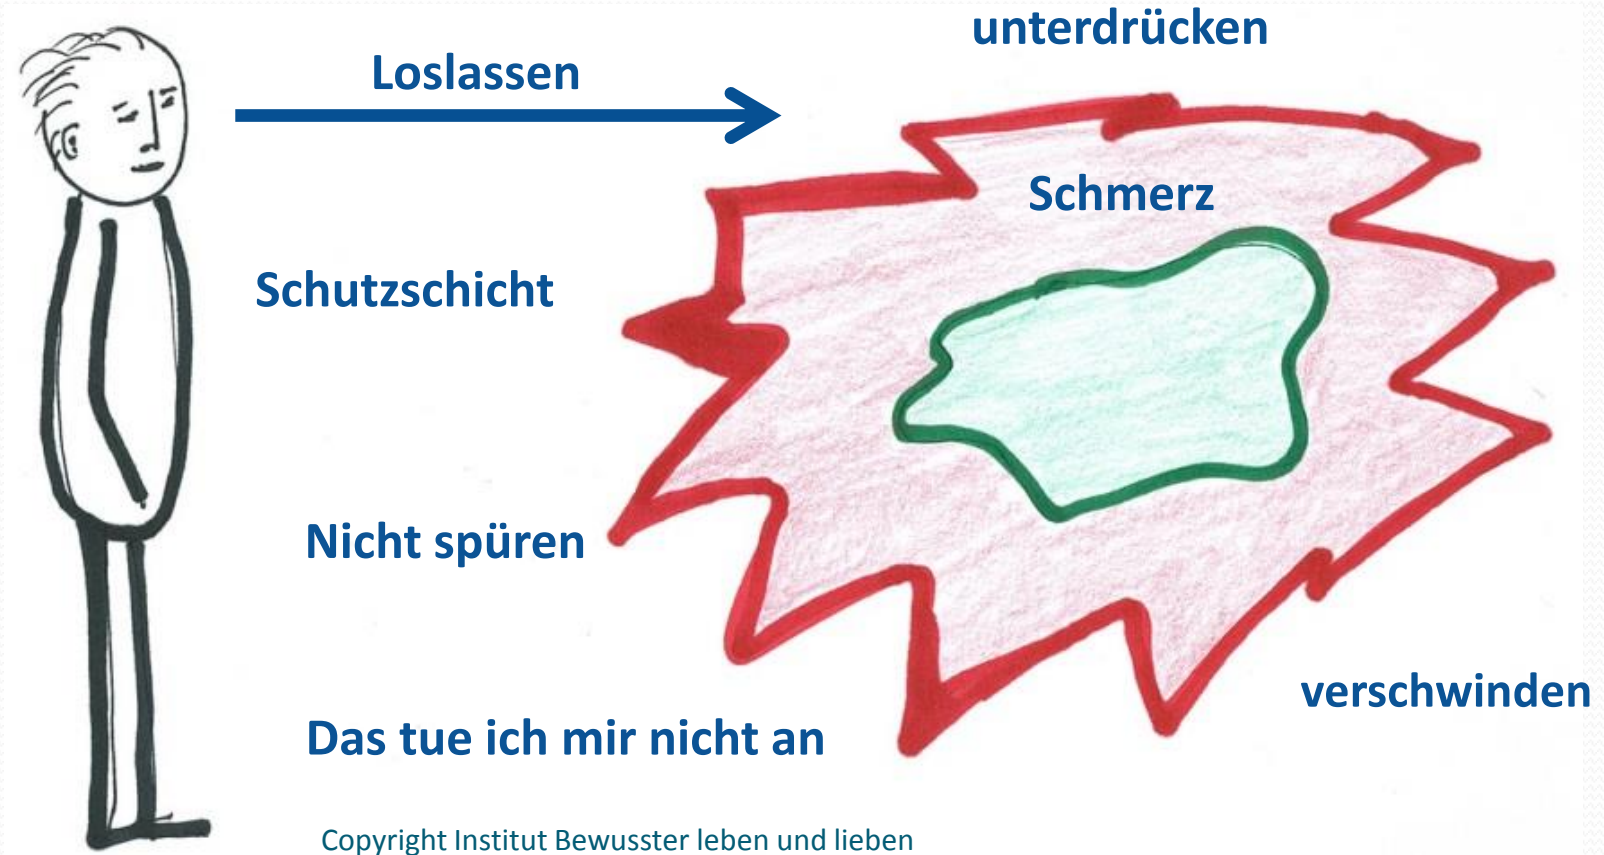 unterdrücken
Loslassen
Schmerz
Schutzschicht
Nicht spüren
verschwinden
Das tue ich mir nicht an
Copyright Institut Bewusster leben und lieben